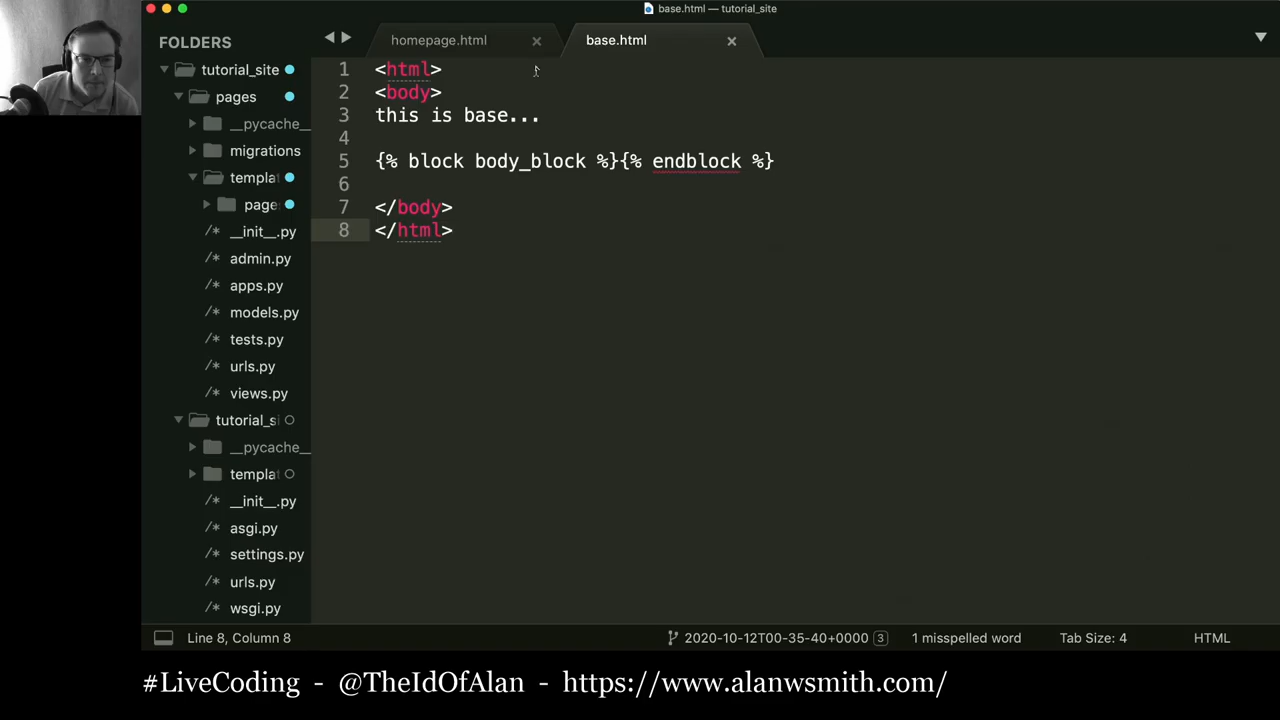 base.html — tutorial_site
FOLDERS
tutorial_site
pages
__pycache_
migrations
templat
page
__init__.py
admin.py
apps.py
models.py
tests.py
urls.py
views.py
tutorial_si
__pycache_
templat
__init__.py
asgi.py
settings.py
urls.py
wsgi.py
homepage.html
base.html
1 <html>
2 <body>
3 this is base...
4
5 {% block body_block %}{% endblock %}
6
7 </body>
8 </html>
Line 8, Column 8
2020-10-12T00-35-40+0000 3
1 misspelled word
Tab Size: 4
HTML
#LiveCoding - @TheIdOfAlan - https://www.alanwsmith.com/